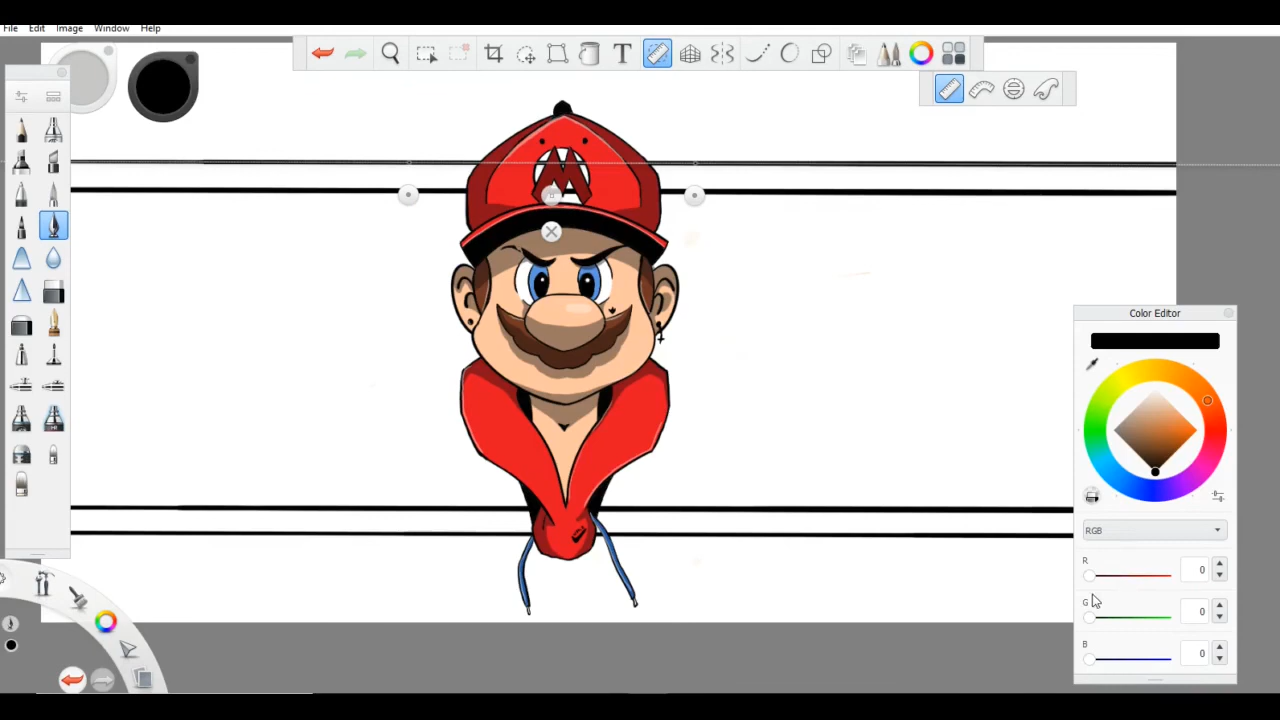 File Edit Image Window Help
T
M
Color Editor
RGB
R 0
G 0
B 0